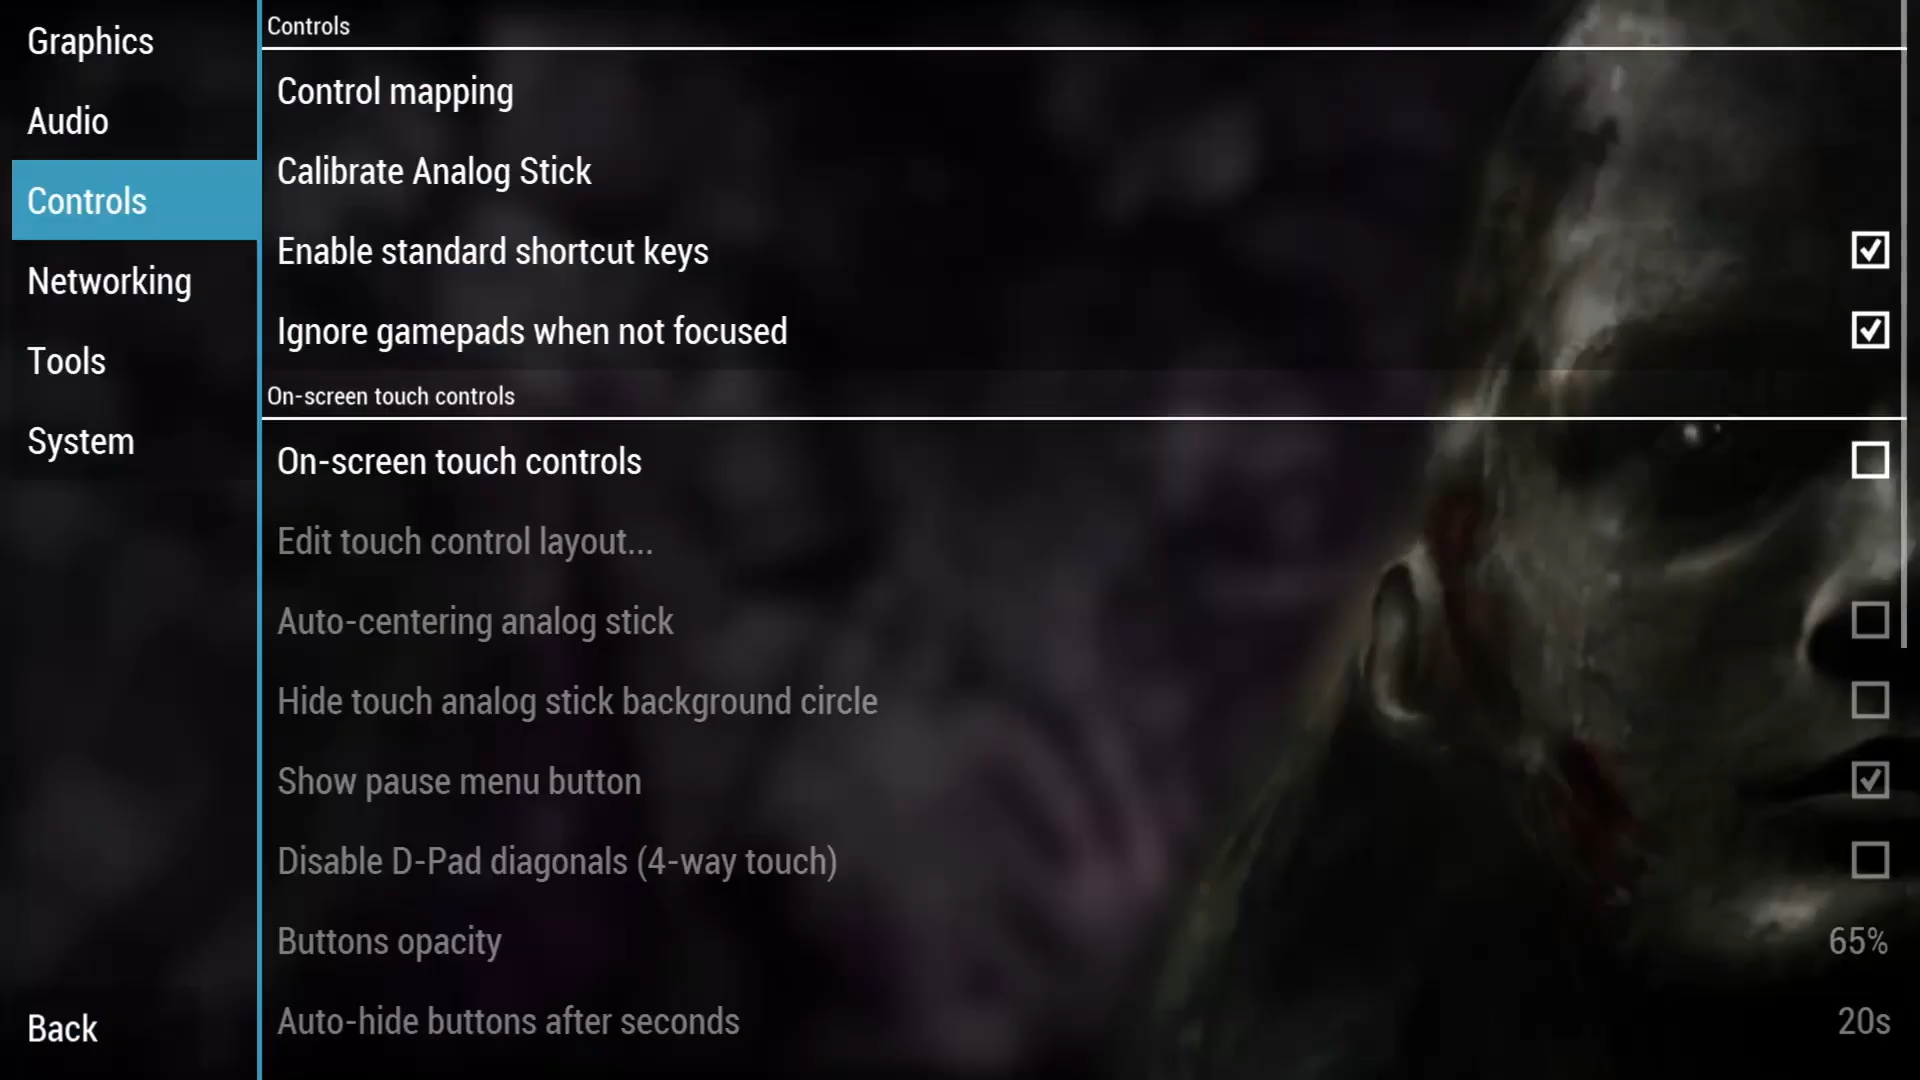 Graphics
Audio
Controls
Networking
Tools
System
Back
Controls
Control mapping
Calibrate Analog Stick
Enable standard shortcut keys
Ignore gamepads when not focused
On-screen touch controls
On-screen touch controls
Edit touch control layout...
Auto-centering analog stick
Hide touch analog stick background circle
Show pause menu button
Disable D-Pad diagonals (4-way touch)
Buttons opacity 65%
Auto-hide buttons after seconds 20s